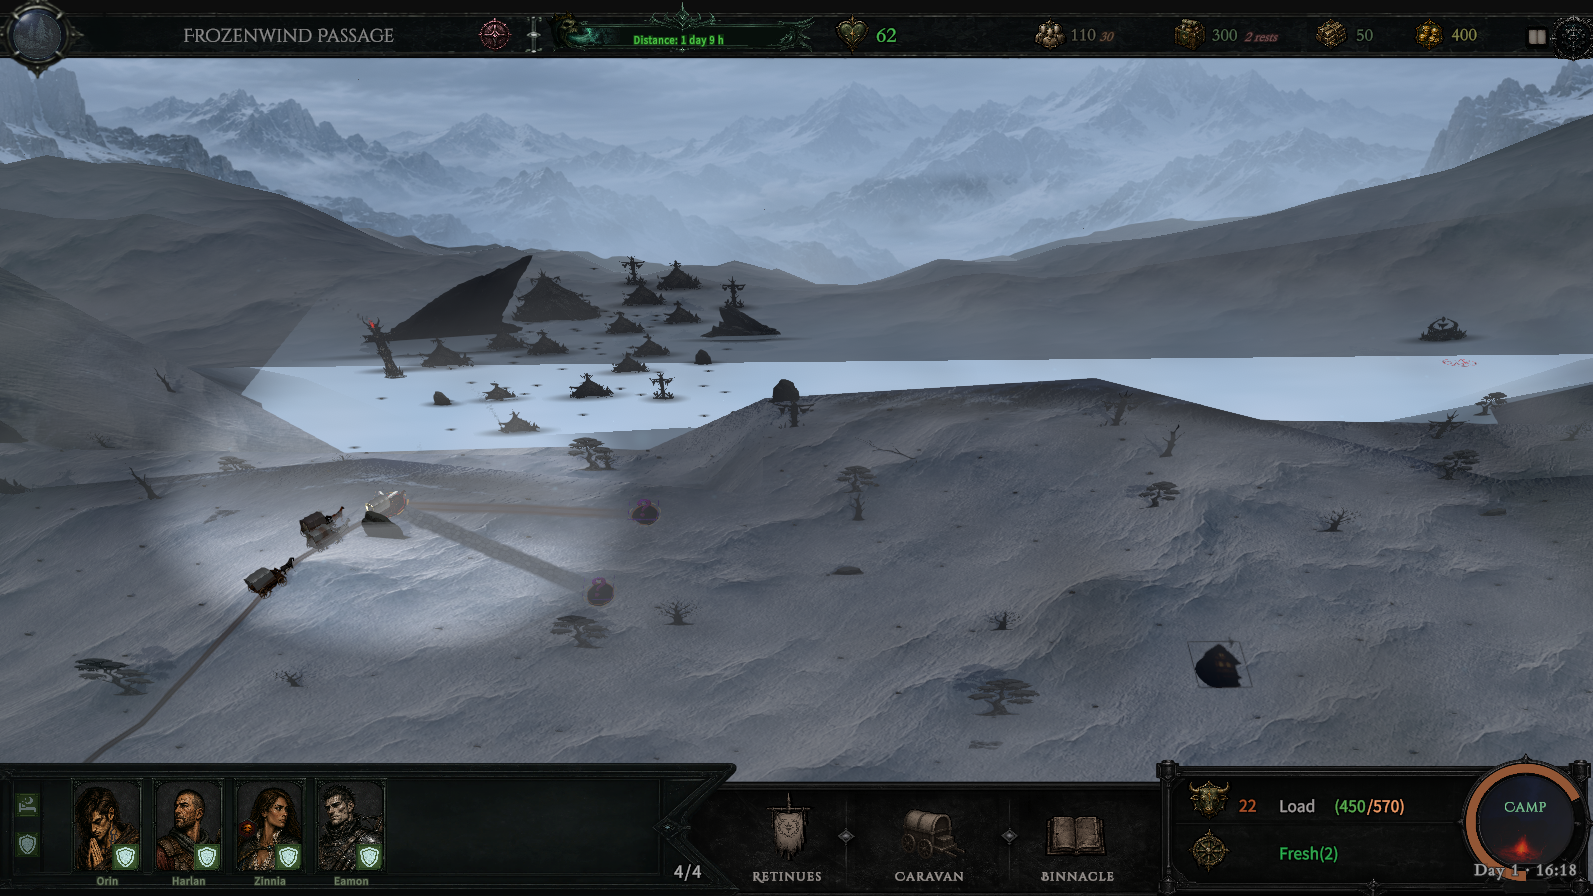 Frozenwind Passage
Distance: 1 day 9 h
62
110 30
300 2 rests
50
400
Orin
Harlan
Zinnia
Eamon
4/4
Retinues
Caravan
Binnacle
22 Load (450/570)
Fresh(2)
Camp
Day 1 · 16:18